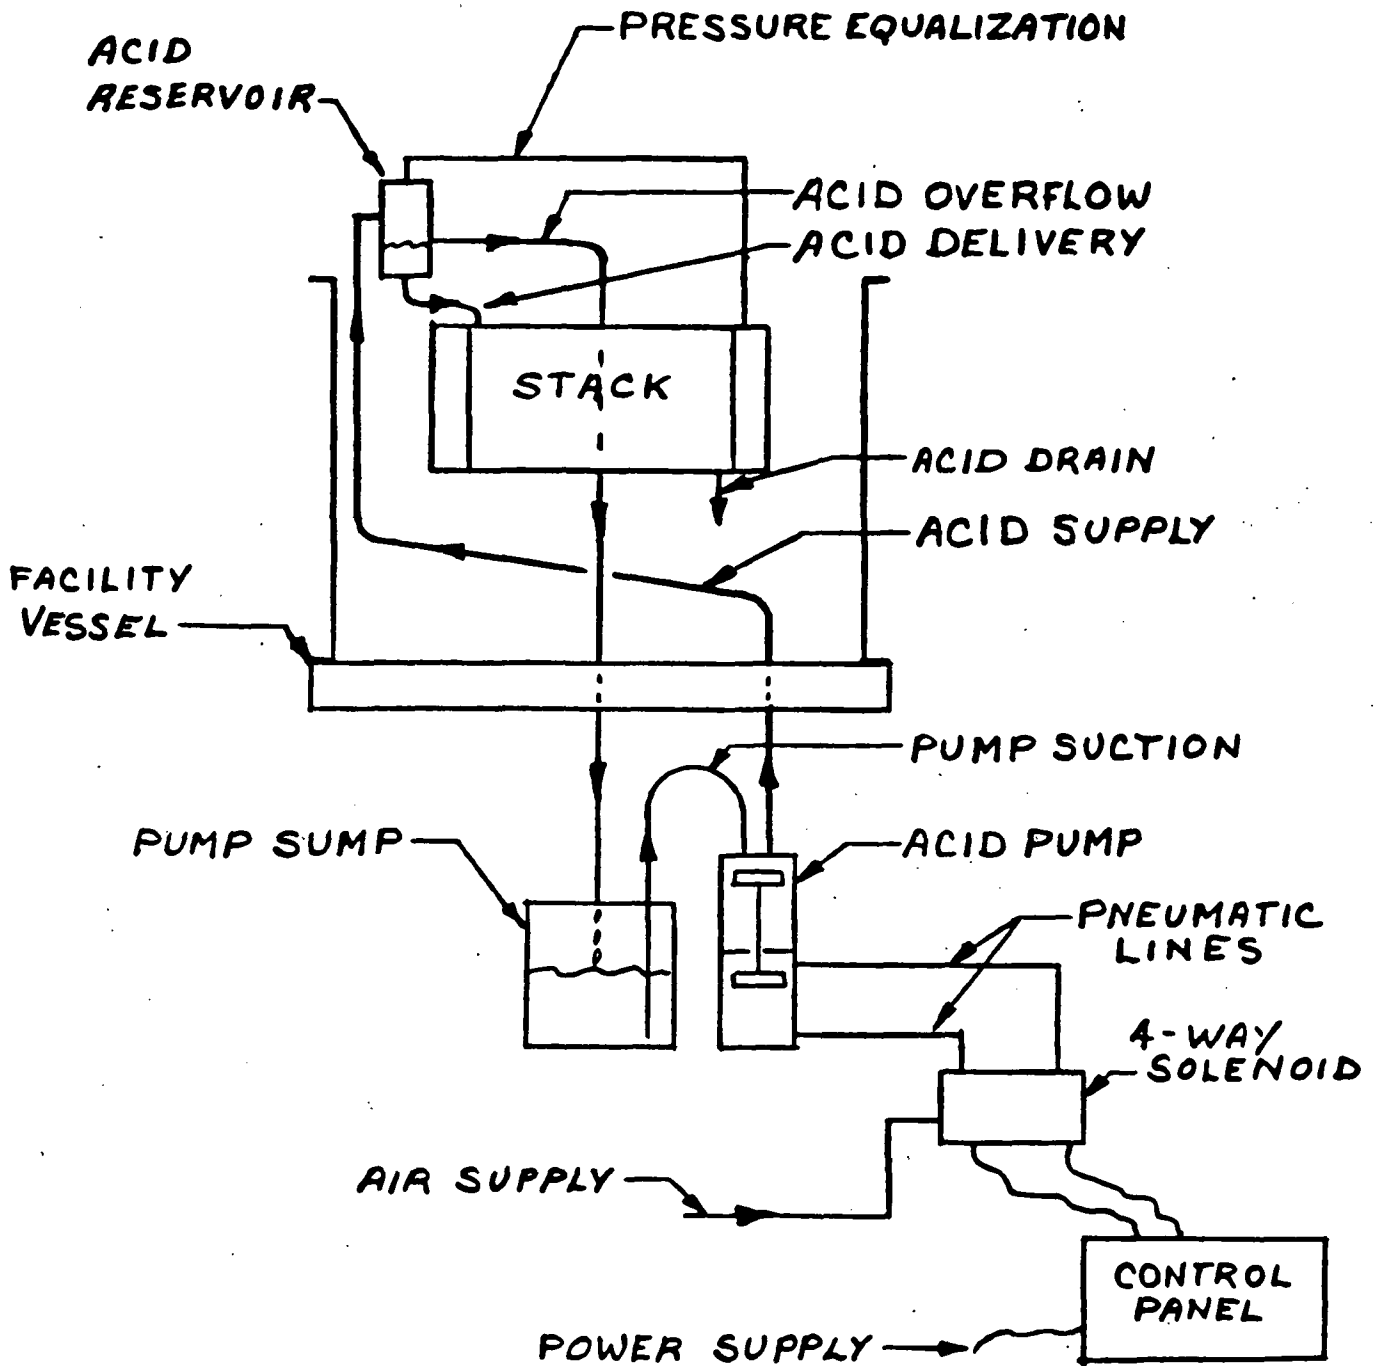 PRESSURE EQUALIZATION
ACID
RESERVOIR
ACID OVERFLOW
ACID DELIVERY
STACK
ACID DRAIN
ACID SUPPLY
FACILITY
VESSEL
PUMP SUCTION
PUMP SUMP
ACID PUMP
PNEUMATIC
LINES
4-WAY
SOLENOID
AIR SUPPLY
CONTROL
PANEL
POWER SUPPLY